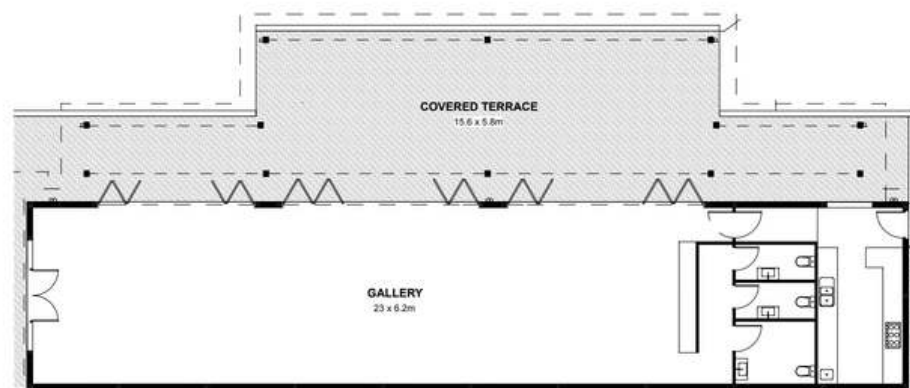 COVERED TERRACE
15.6 x 5.8m
GALLERY
23 x 6.2m